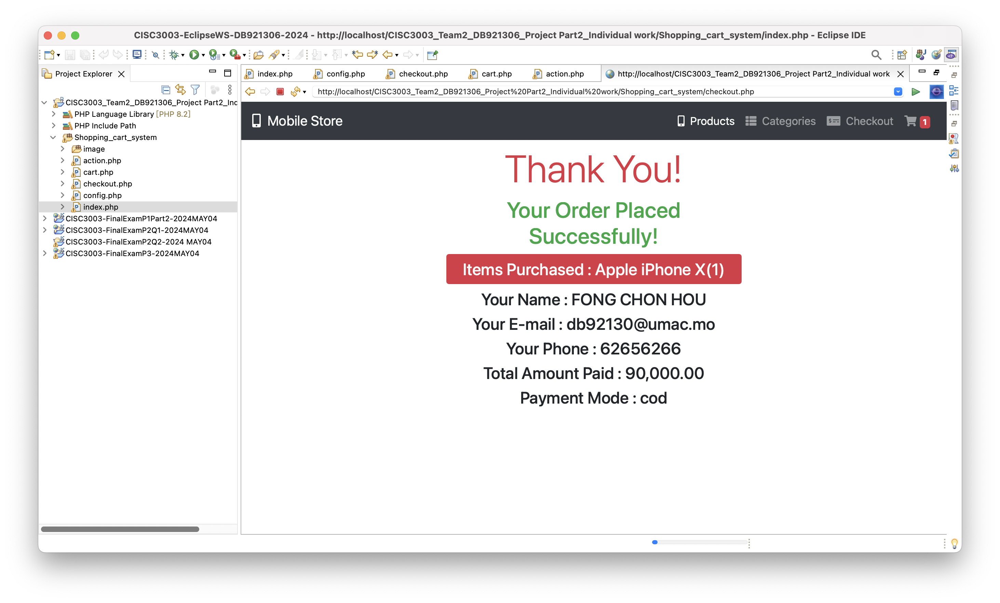 CISC3003-EclipseWS-DB921306-2024 - http://localhost/CISC3003_Team2_DB921306_Project Part2_Individual work/Shopping_cart_system/index.php - Eclipse IDE
Project Explorer
CISC3003_Team2_DB921306_Project Part2_Inc
PHP Language Library [PHP 8.2]
PHP Include Path
Shopping_cart_system
image
action.php
cart.php
checkout.php
config.php
index.php
CISC3003-FinalExamP1Part2-2024MAY04
CISC3003-FinalExamP2Q1-2024MAY04
CISC3003-FinalExamP2Q2-2024 MAY04
CISC3003-FinalExamP3-2024MAY04
index.php config.php checkout.php cart.php action.php http://localhost/CISC3003_Team2_DB921306_Project Part2_Individual work
http://localhost/CISC3003_Team2_DB921306_Project%20Part2_Individual%20work/Shopping_cart_system/checkout.php
Mobile Store Products Categories Checkout 1
Thank You!
Your Order Placed
Successfully!
Items Purchased : Apple iPhone X(1)
Your Name : FONG CHON HOU
Your E-mail : db92130@umac.mo
Your Phone : 62656266
Total Amount Paid : 90,000.00
Payment Mode : cod